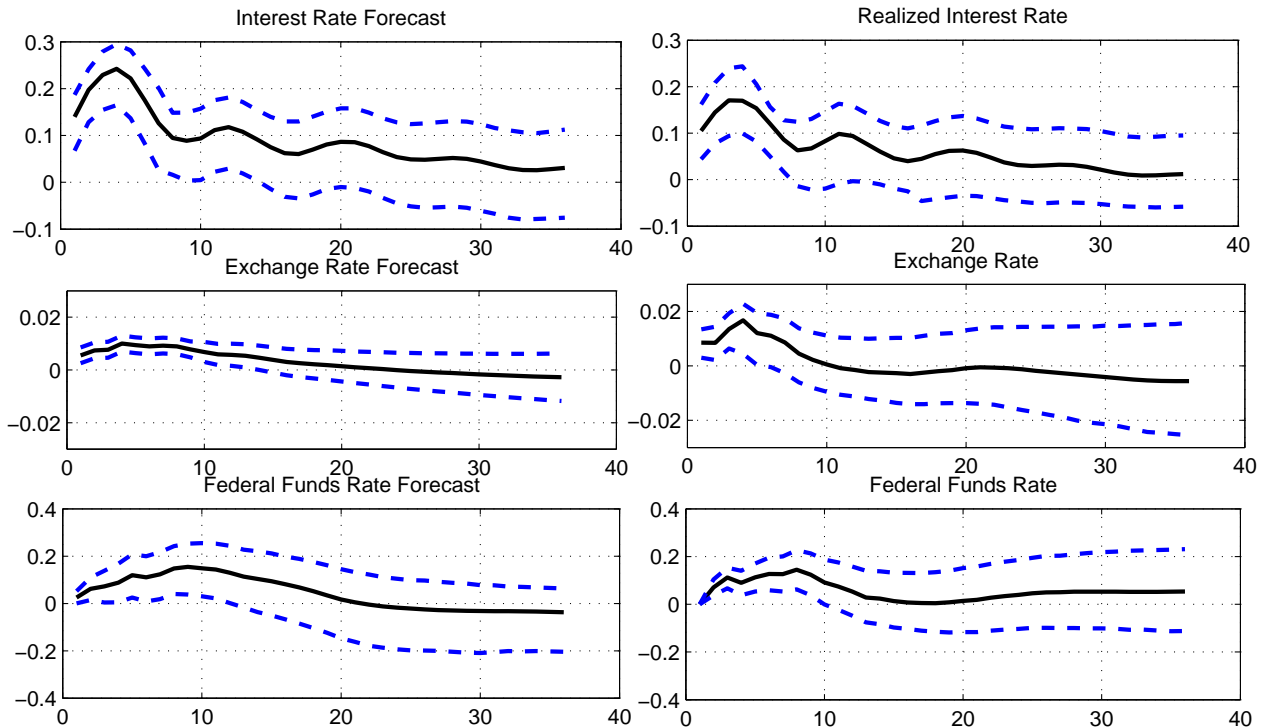 Interest Rate Forecast
0.3
0.2
0.1
0
−0.1
0 10 20 30 40
Realized Interest Rate
0.4
0.3
0.2
0.1
0
−0.1
0 10 20 30 40
Exchange Rate Forecast
0.02
0
−0.02
0 10 20 30 40
Exchange Rate
0.02
0
−0.02
0 10 20 30 40
Federal Funds Rate Forecast
0.4
0.2
0
−0.2
−0.4
0 10 20 30 40
Federal Funds Rate
0.4
0.2
0
−0.2
−0.4
0 10 20 30 40